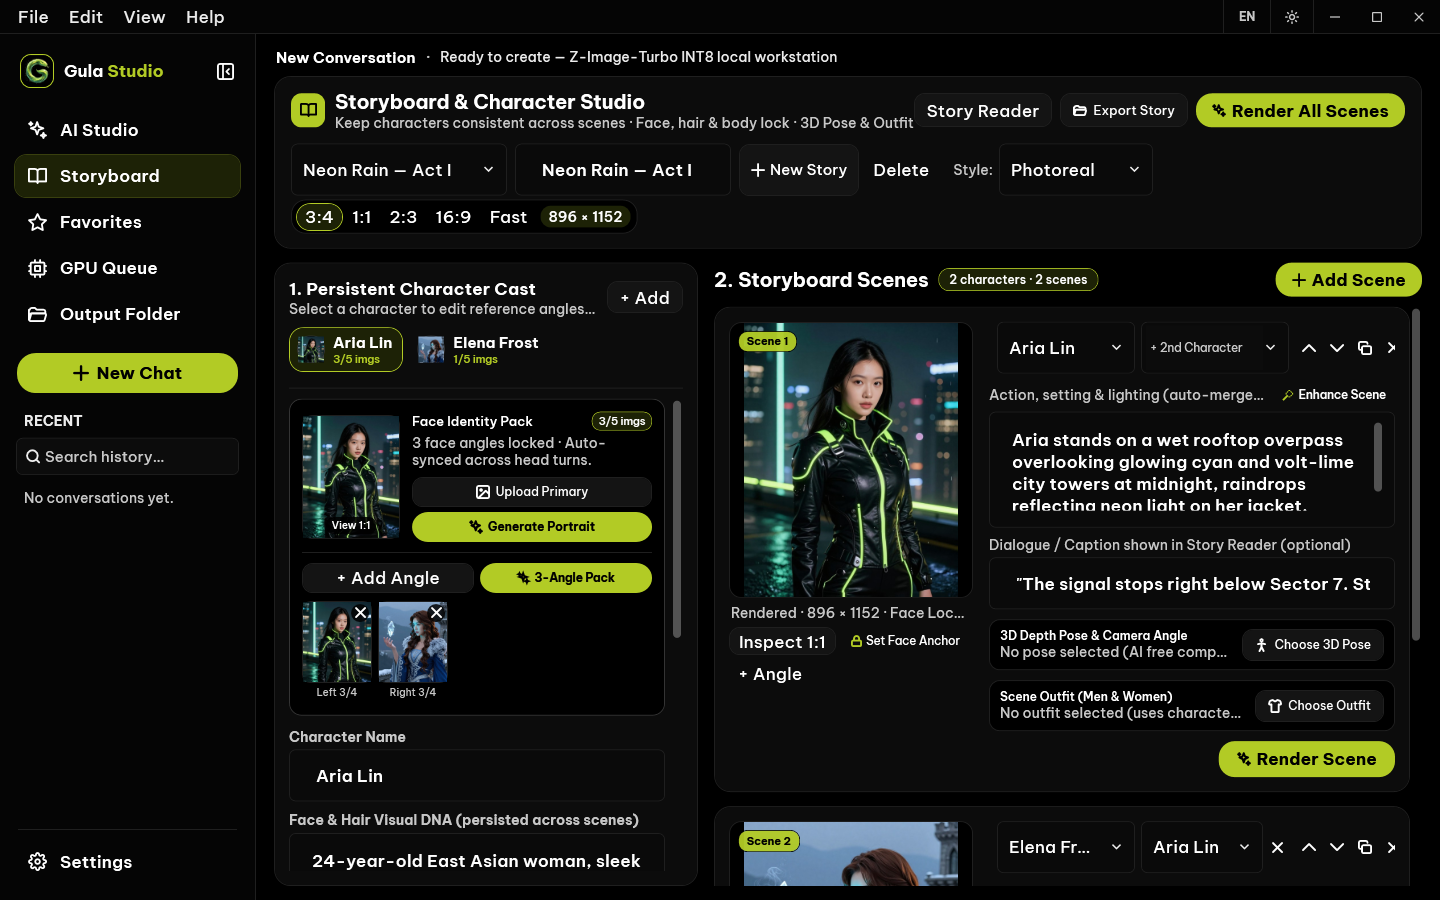 File Edit View Help
EN
Gula Studio
AI Studio
Storyboard
Favorites
GPU Queue
Output Folder
New Chat
RECENT
Search history...
No conversations yet.
Settings
New Conversation · Ready to create — Z-Image-Turbo INT8 local workstation
Storyboard & Character Studio
Keep characters consistent across scenes · Face, hair & body lock · 3D Pose & Outfit
Story Reader
Export Story
Render All Scenes
Neon Rain — Act I
Neon Rain — Act I
+ New Story
Delete
Style:
Photoreal
3:4 1:1 2:3 16:9 Fast 896 × 1152
1. Persistent Character Cast
Select a character to edit reference angles...
+ Add
Aria Lin
3/5 imgs
Elena Frost
1/5 imgs
Face Identity Pack
3/5 imgs
3 face angles locked · Auto-
synced across head turns.
View 1:1
Upload Primary
Generate Portrait
+ Add Angle
3-Angle Pack
Left 3/4
Right 3/4
Character Name
Aria Lin
Face & Hair Visual DNA (persisted across scenes)
24-year-old East Asian woman, sleek
2. Storyboard Scenes
2 characters · 2 scenes
+ Add Scene
Scene 1
Aria Lin
+ 2nd Character
Action, setting & lighting (auto-merge...
Enhance Scene
Aria stands on a wet rooftop overpass
overlooking glowing cyan and volt-lime
city towers at midnight, raindrops
reflecting neon light on her jacket.
Dialogue / Caption shown in Story Reader (optional)
"The signal stops right below Sector 7. St
Rendered · 896 × 1152 · Face Loc...
Inspect 1:1
Set Face Anchor
+ Angle
3D Depth Pose & Camera Angle
No pose selected (AI free comp...
Choose 3D Pose
Scene Outfit (Men & Women)
No outfit selected (uses characte...
Choose Outfit
Render Scene
Scene 2
Elena Fr...
Aria Lin